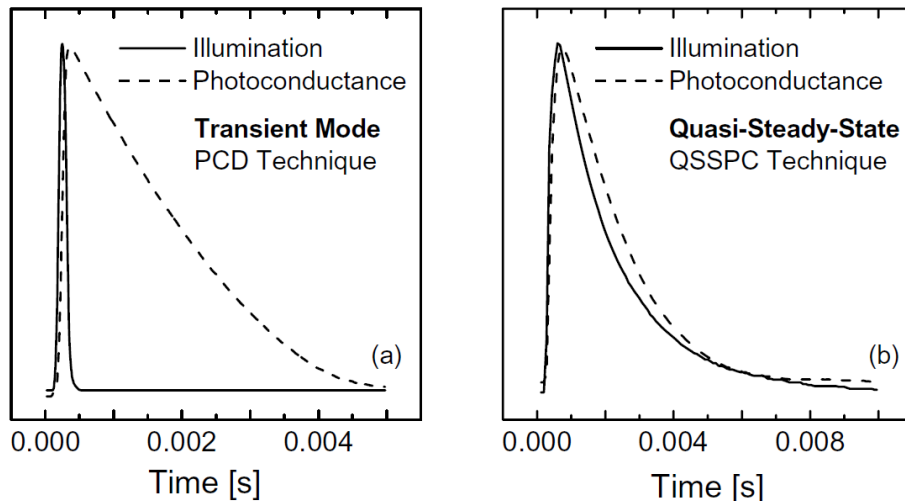 Illumination
Photoconductance
Transient Mode
PCD Technique
(a)
0.000 0.002 0.004
Time [s]
Illumination
Photoconductance
Quasi-Steady-State
QSSPC Technique
(b)
0.000 0.004 0.008
Time [s]